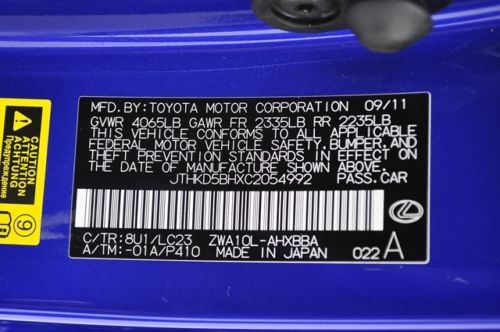 MFD. BY: TOYOTA MOTOR CORPORATION 09/11
GVWR 4065LB GAWR FR 2335LB RR 2235LB
THIS VEHICLE CONFORMS TO ALL APPLICABLE
FEDERAL MOTOR VEHICLE SAFETY, BUMPER,
AND THEFT PREVENTION STANDARDS IN EFFECT ON
THE DATE OF MANUFACTURE SHOWN ABOVE.
JTHKD5BHXC2054992 PASS.CAR
C/TR: 8U1/LC23 ZWA10L-AHXBBA
A/TM: -01A/P410 MADE IN JAPAN 022 A
Предупреждение
9